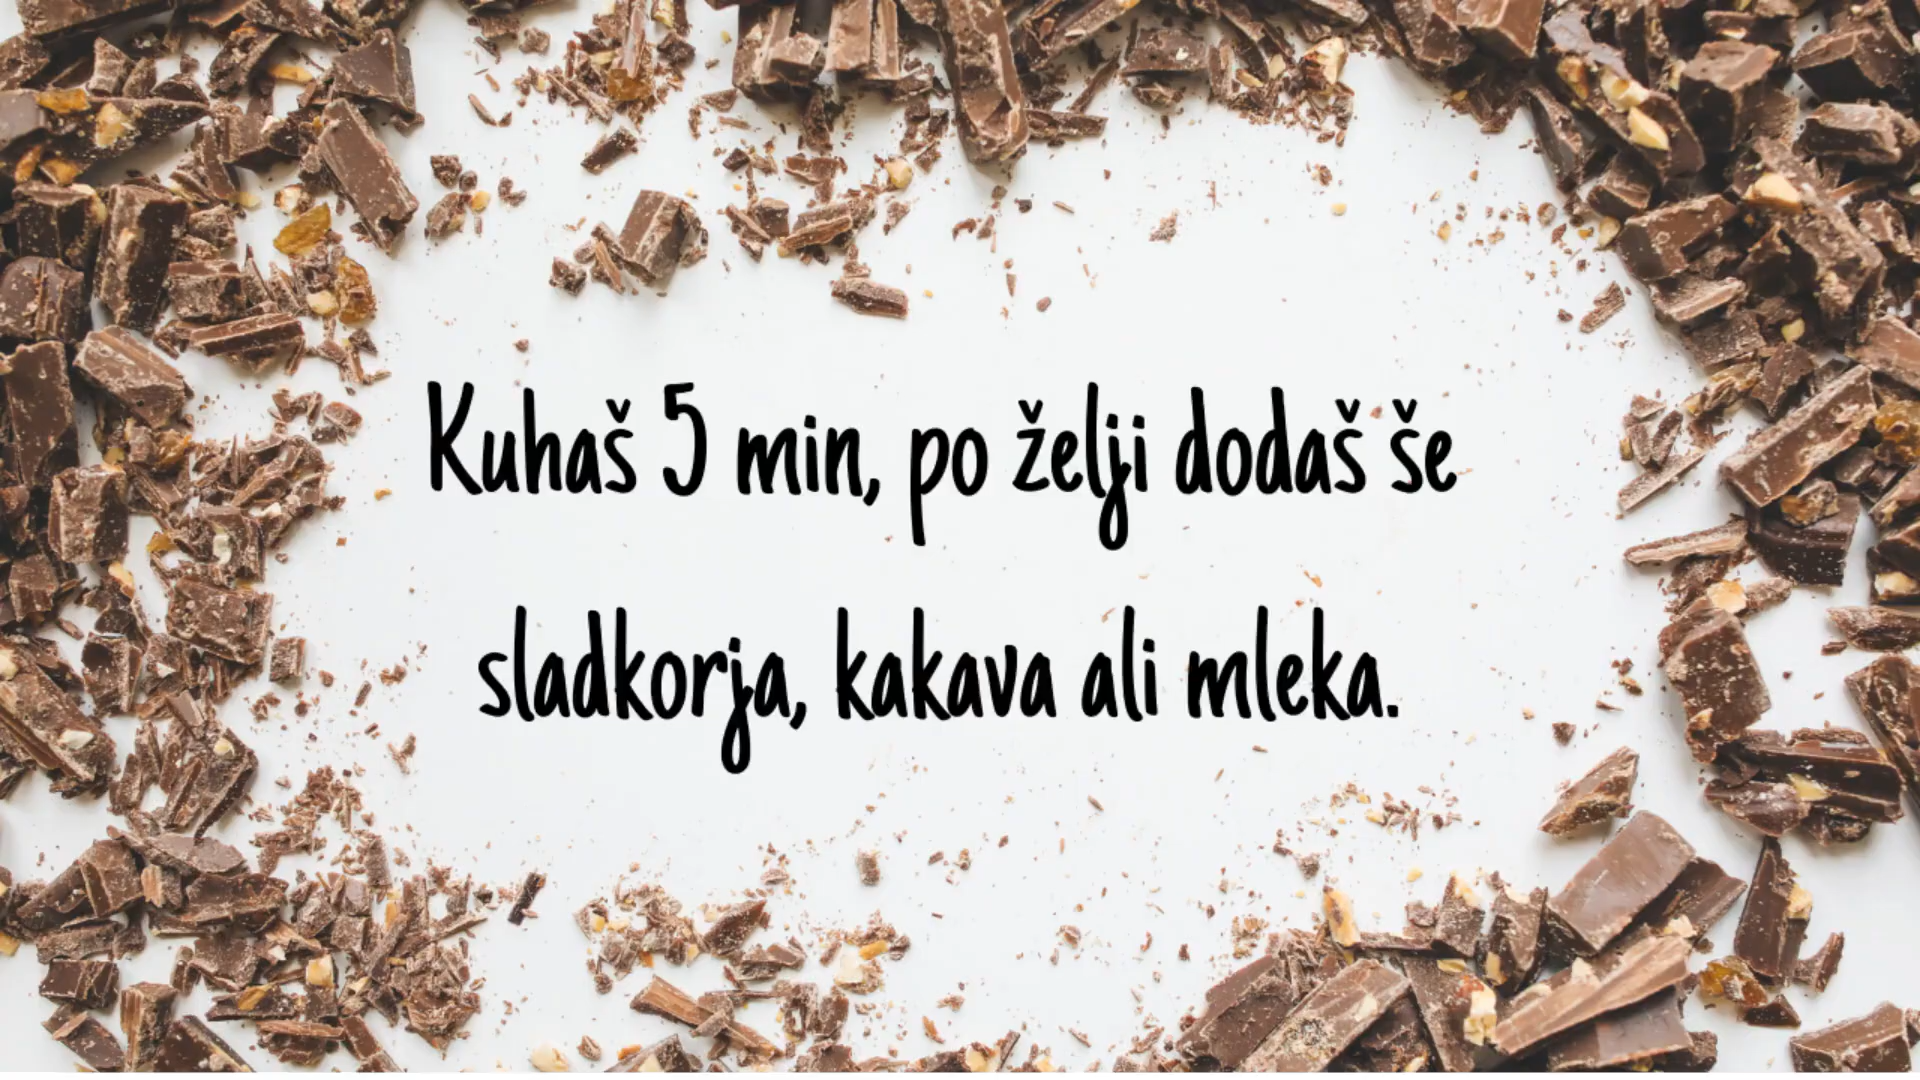 Kuhaš 5 min, po želji dodaš še
sladkorja, kakava ali mleka.